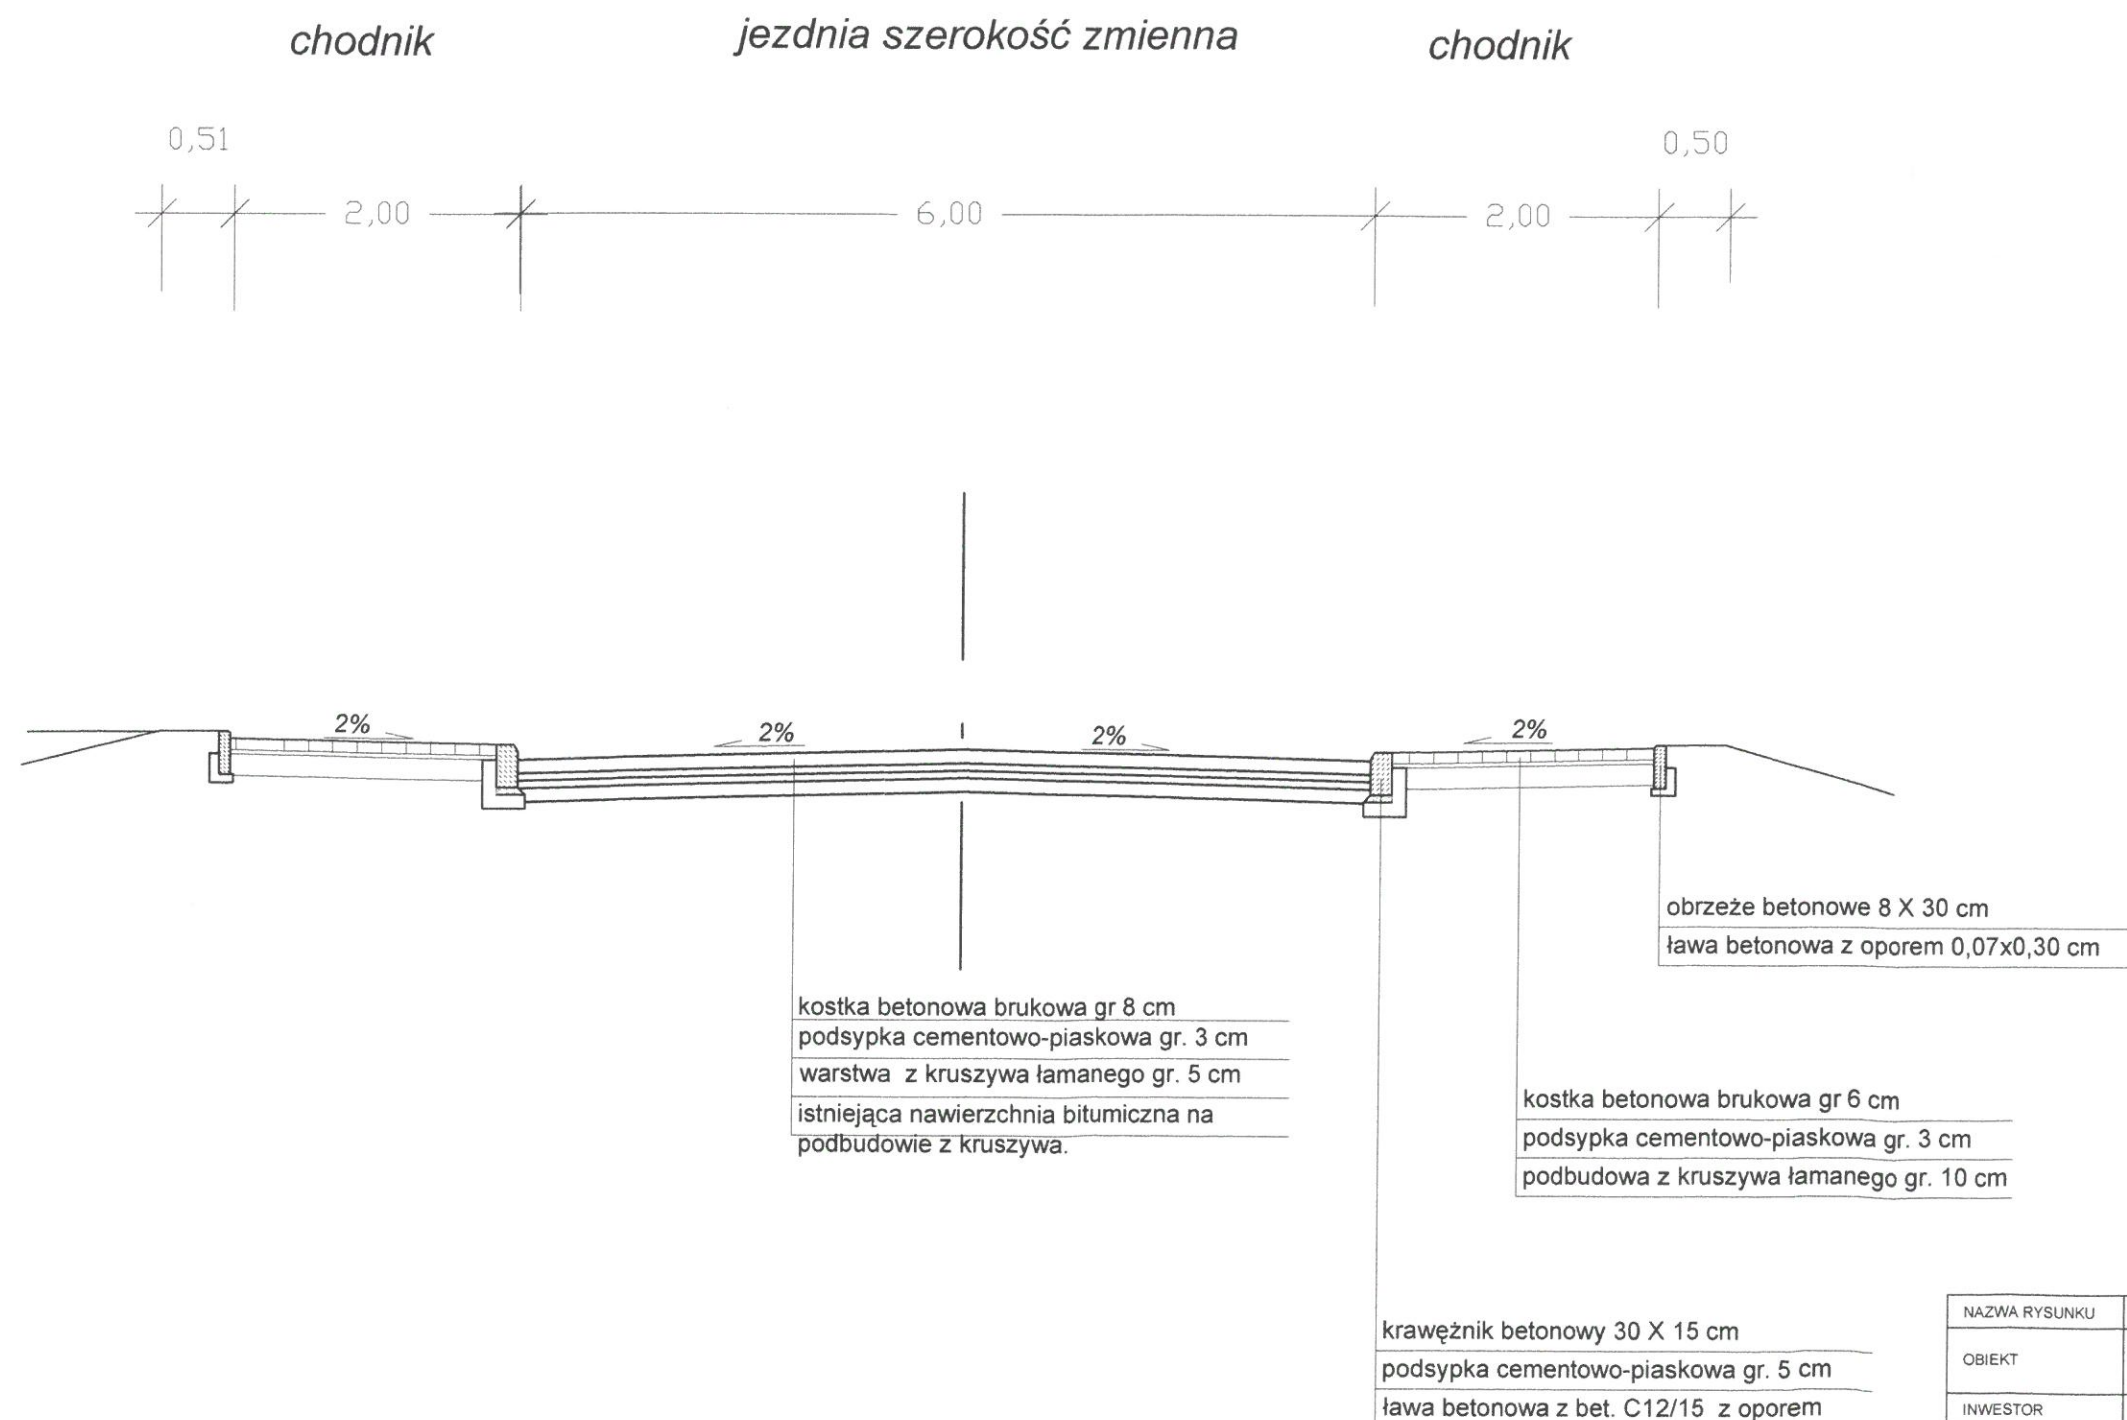 chodnik
jezdnia szerokość zmienna
chodnik
0,51
0,50
2,00
6,00
2,00
2%
2%
2%
2%
obrzeże betonowe 8 X 30 cm
ława betonowa z oporem 0,07x0,30 cm
kostka betonowa brukowa gr 8 cm
podsypka cementowo-piaskowa gr. 3 cm
warstwa z kruszywa łamanego gr. 5 cm
istniejąca nawierzchnia bitumiczna na
podbudowie z kruszywa.
kostka betonowa brukowa gr 6 cm
podsypka cementowo-piaskowa gr. 3 cm
podbudowa z kruszywa łamanego gr. 10 cm
krawężnik betonowy 30 X 15 cm
podsypka cementowo-piaskowa gr. 5 cm
ława betonowa z bet. C12/15 z oporem
NAZWA RYSUNKU
OBIEKT
INWESTOR